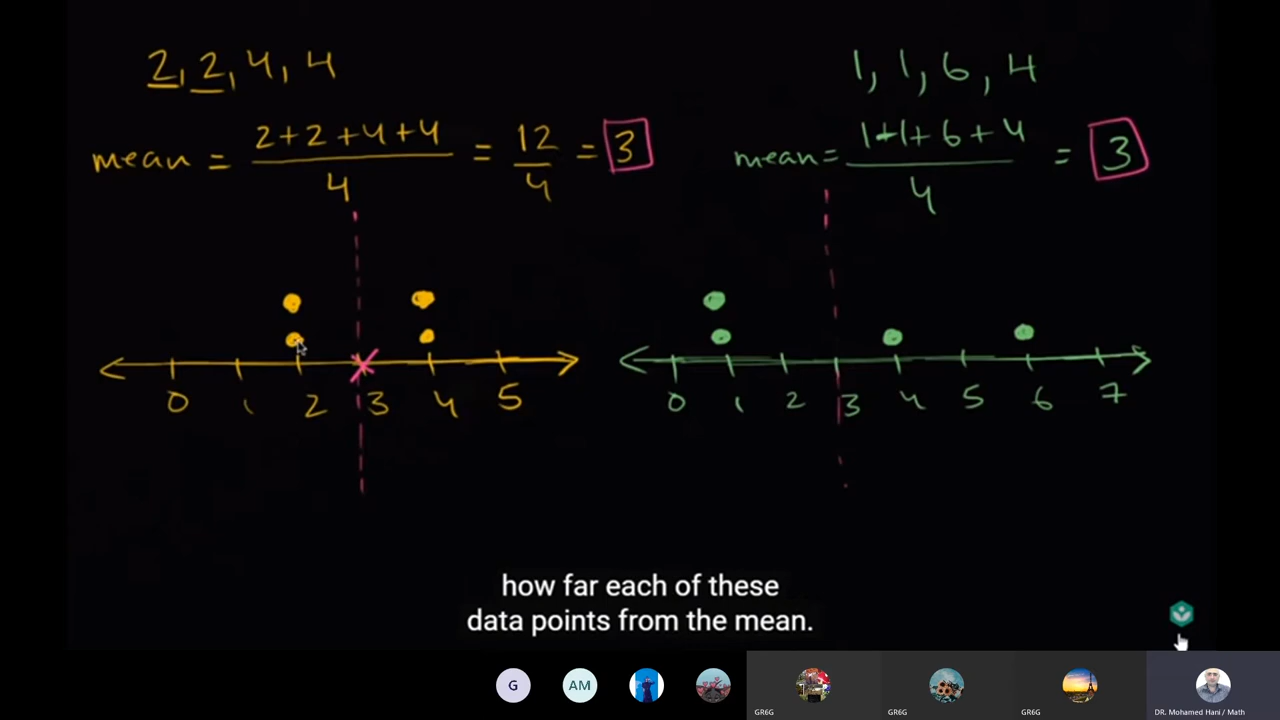 2, 2, 4, 4
mean = 2+2+4+4 / 4 = 12 / 4 = 3
0 1 2 3 4 5
1, 1, 6, 4
mean = 1+1+6+4 / 4 = 3
0 1 2 3 4 5 6 7
how far each of these
data points from the mean.
G
AM
GR6G
GR6G
GR6G
DR. Mohamed Hani / Math